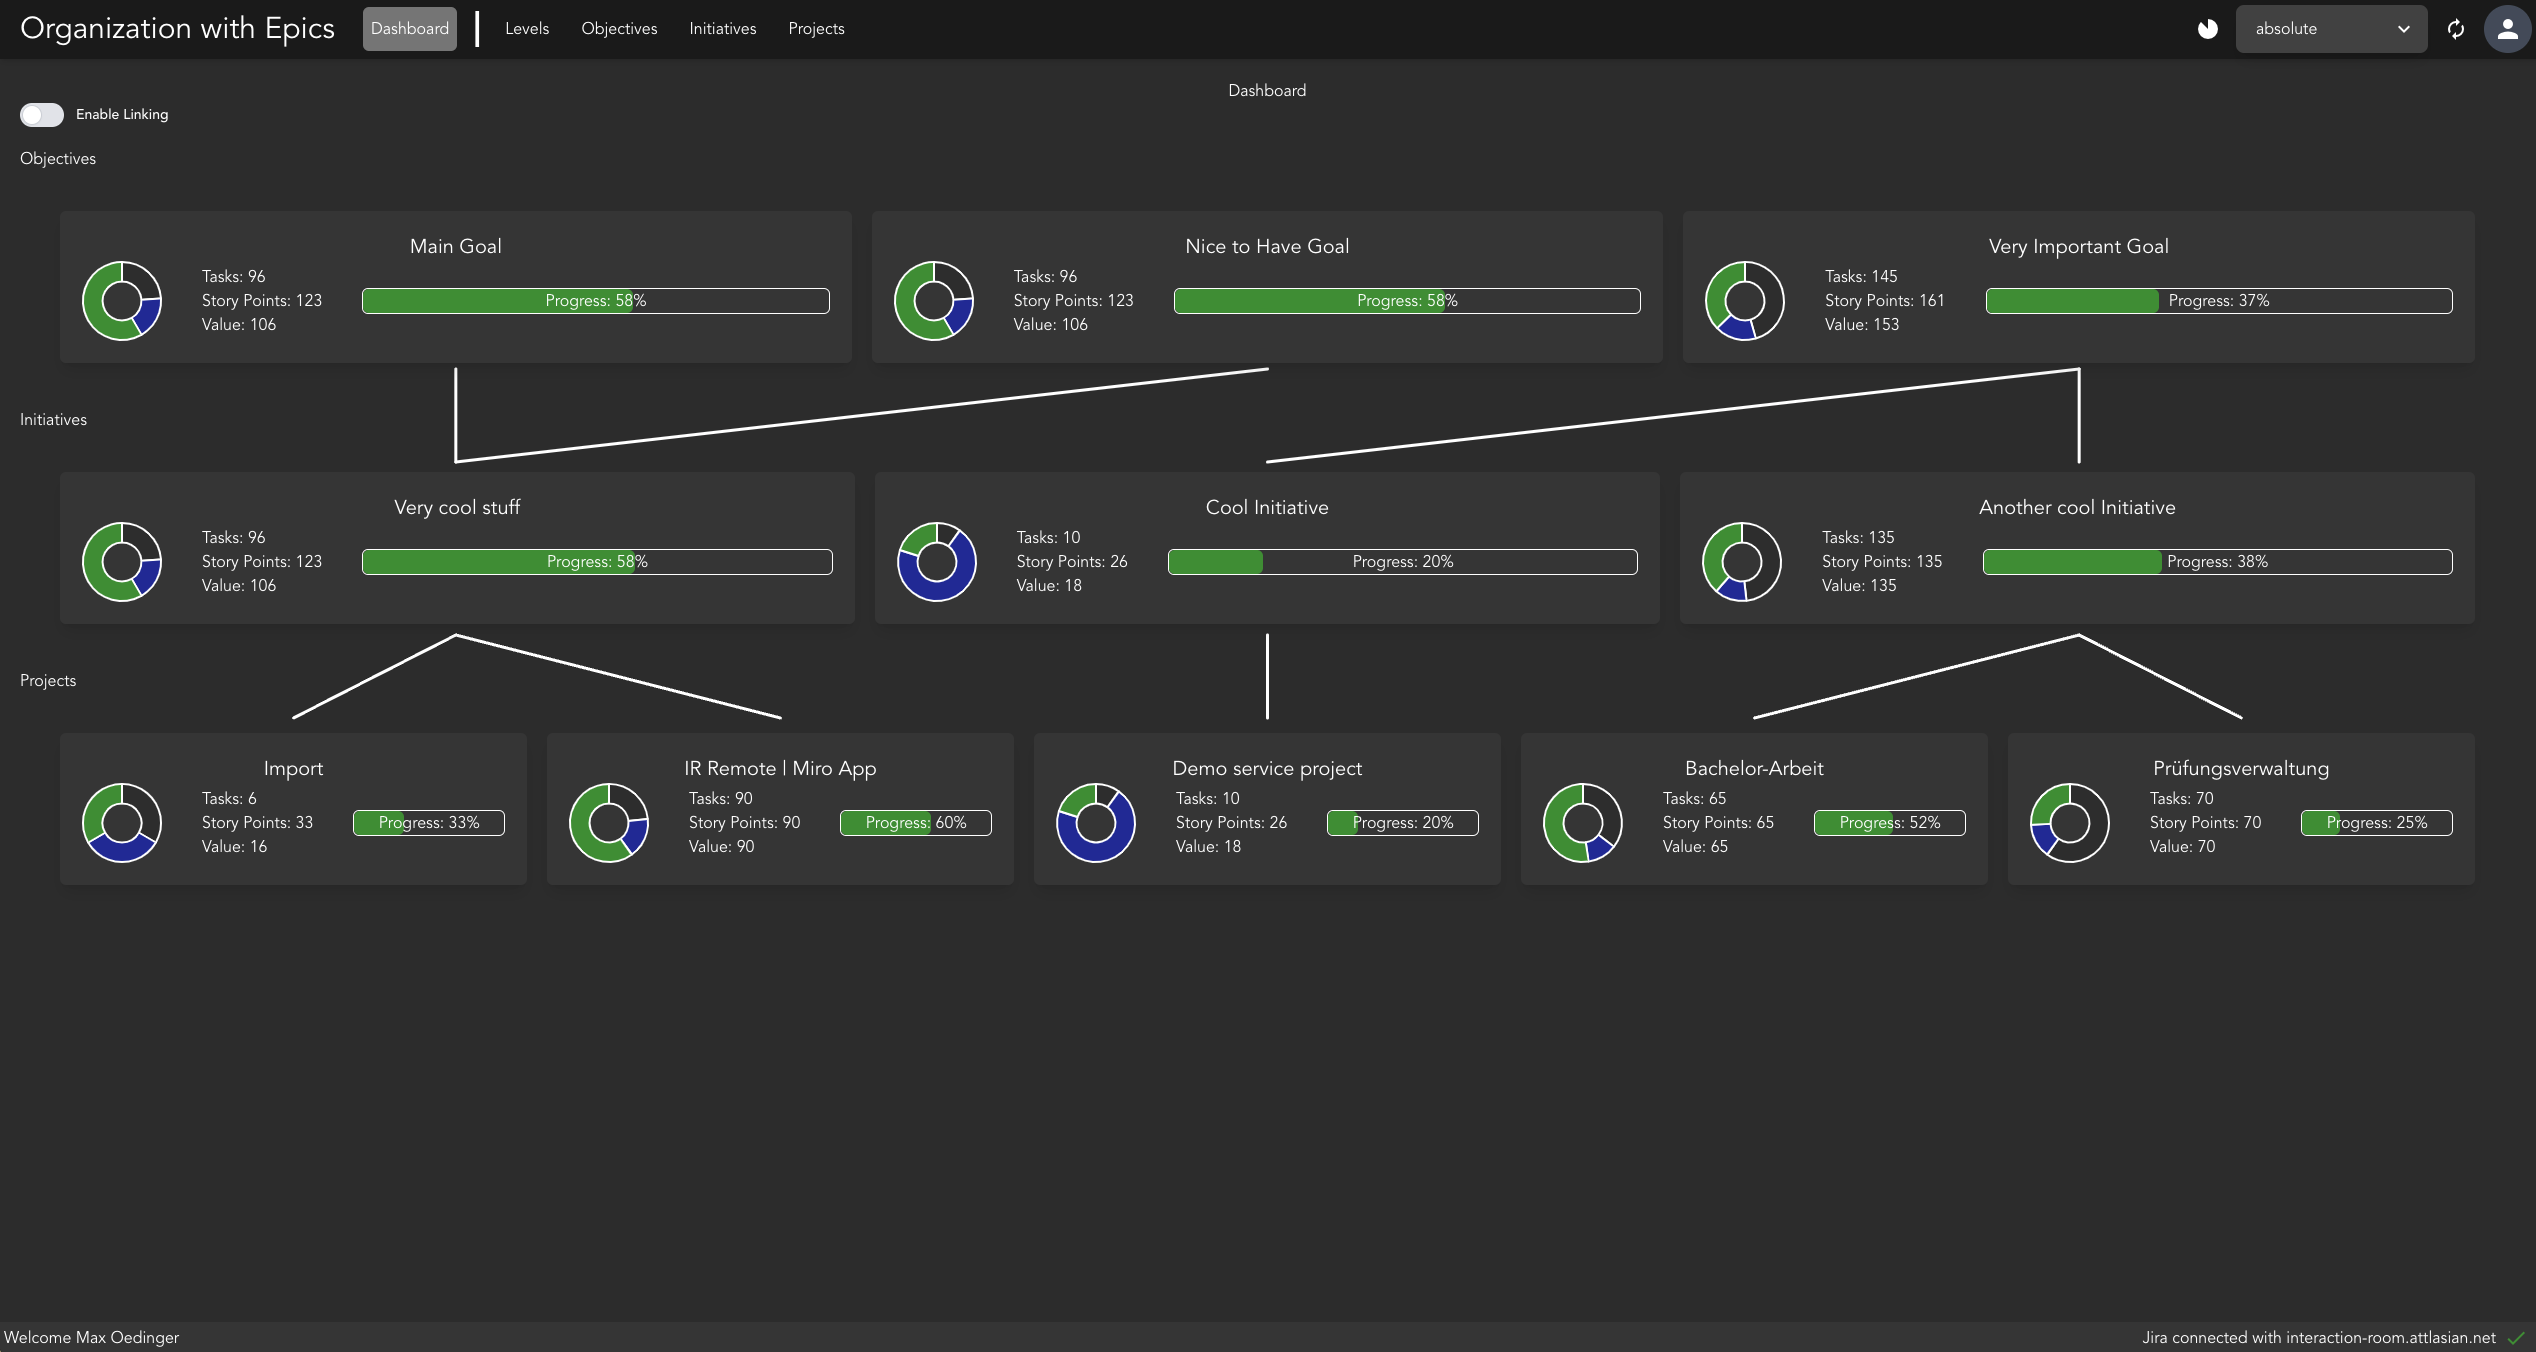 Organization with Epics
Dashboard
Levels
Objectives
Initiatives
Projects
absolute
Dashboard
Enable Linking
Objectives
Main Goal
Tasks: 96
Story Points: 123
Value: 106
Progress: 58%
Nice to Have Goal
Tasks: 96
Story Points: 123
Value: 106
Progress: 58%
Very Important Goal
Tasks: 145
Story Points: 161
Value: 153
Progress: 37%
Initiatives
Very cool stuff
Tasks: 96
Story Points: 123
Value: 106
Progress: 58%
Cool Initiative
Tasks: 10
Story Points: 26
Value: 18
Progress: 20%
Another cool Initiative
Tasks: 135
Story Points: 135
Value: 135
Progress: 38%
Projects
Import
Tasks: 6
Story Points: 33
Value: 16
Progress: 33%
IR Remote | Miro App
Tasks: 90
Story Points: 90
Value: 90
Progress: 60%
Demo service project
Tasks: 10
Story Points: 26
Value: 18
Progress: 20%
Bachelor-Arbeit
Tasks: 65
Story Points: 65
Value: 65
Progress: 52%
Prüfungsverwaltung
Tasks: 70
Story Points: 70
Value: 70
Progress: 25%
Welcome Max Oedinger
Jira connected with interaction-room.attlasian.net